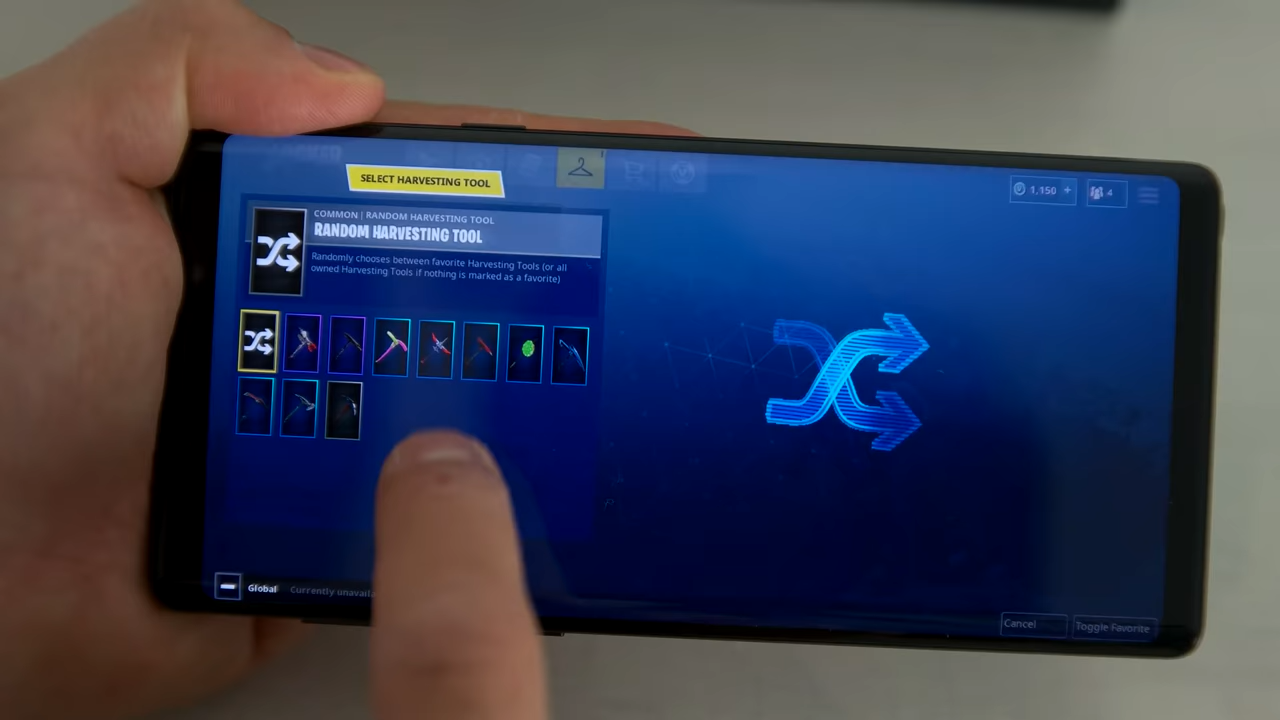 SELECT HARVESTING TOOL
1,150 +
4
COMMON | RANDOM HARVESTING TOOL
RANDOM HARVESTING TOOL
Randomly chooses between favorite Harvesting Tools (or all
owned Harvesting Tools if nothing is marked as a favorite)
Global Currently
Cancel
Toggle Favorite